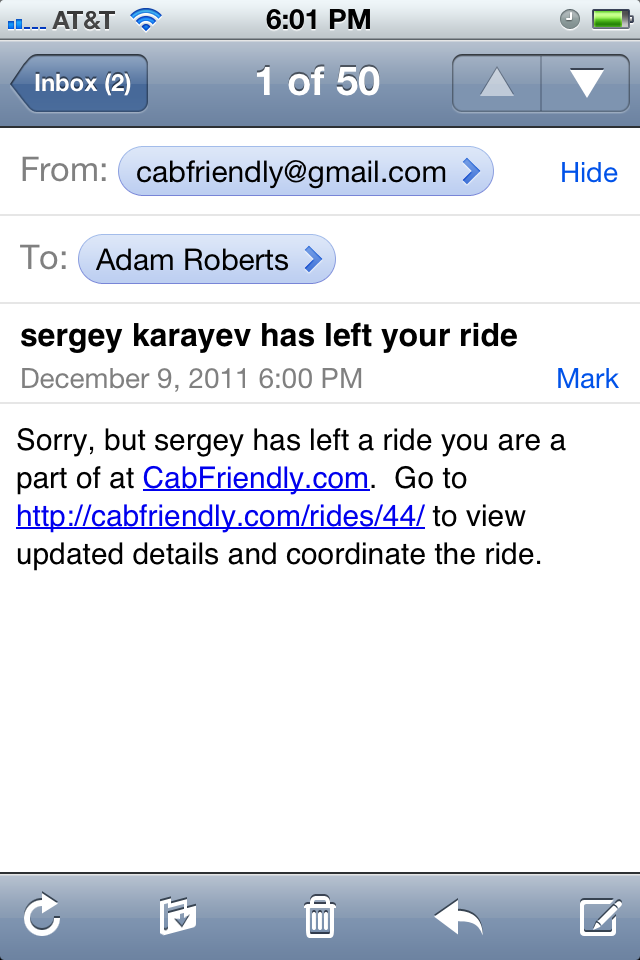 AT&T 6:01 PM
Inbox (2) 1 of 50
From: cabfriendly@gmail.com Hide
To: Adam Roberts
sergey karayev has left your ride
December 9, 2011 6:00 PM Mark
Sorry, but sergey has left a ride you are a
part of at CabFriendly.com.  Go to
http://cabfriendly.com/rides/44/ to view
updated details and coordinate the ride.